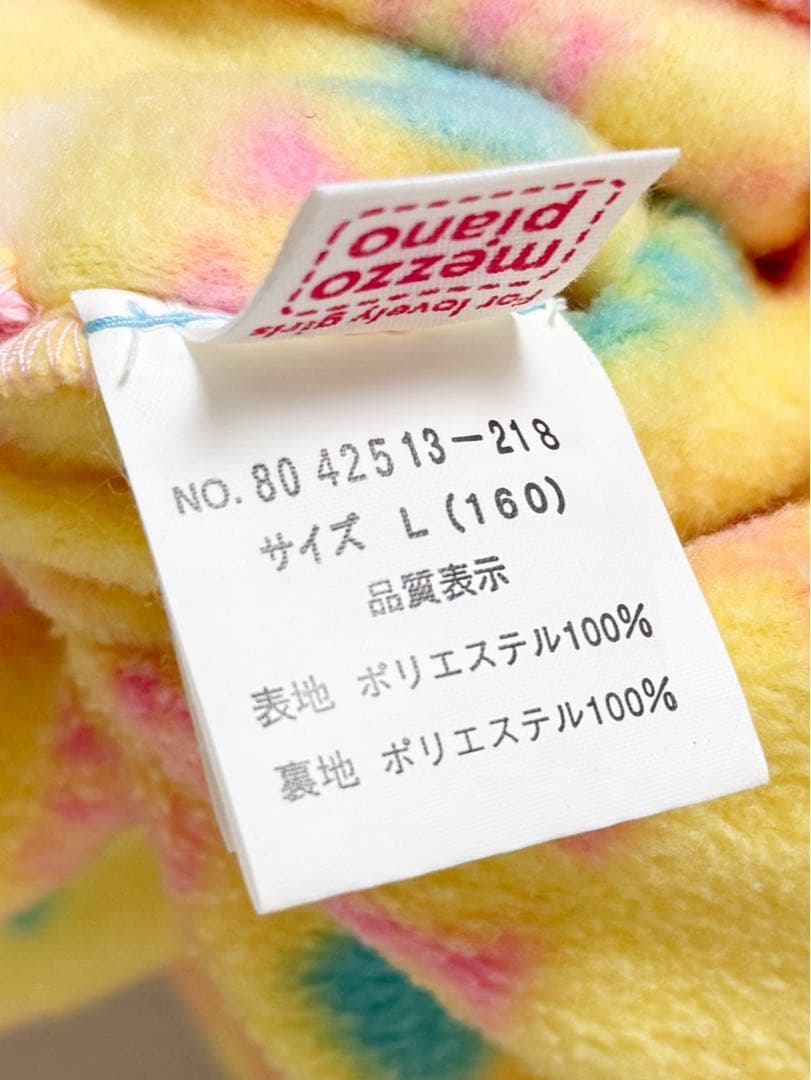 mezzo
piano
For lovely girls
NO. 80 42513-218
サイズ L (160)
品質表示
表地 ポリエステル100%
裏地 ポリエステル100%